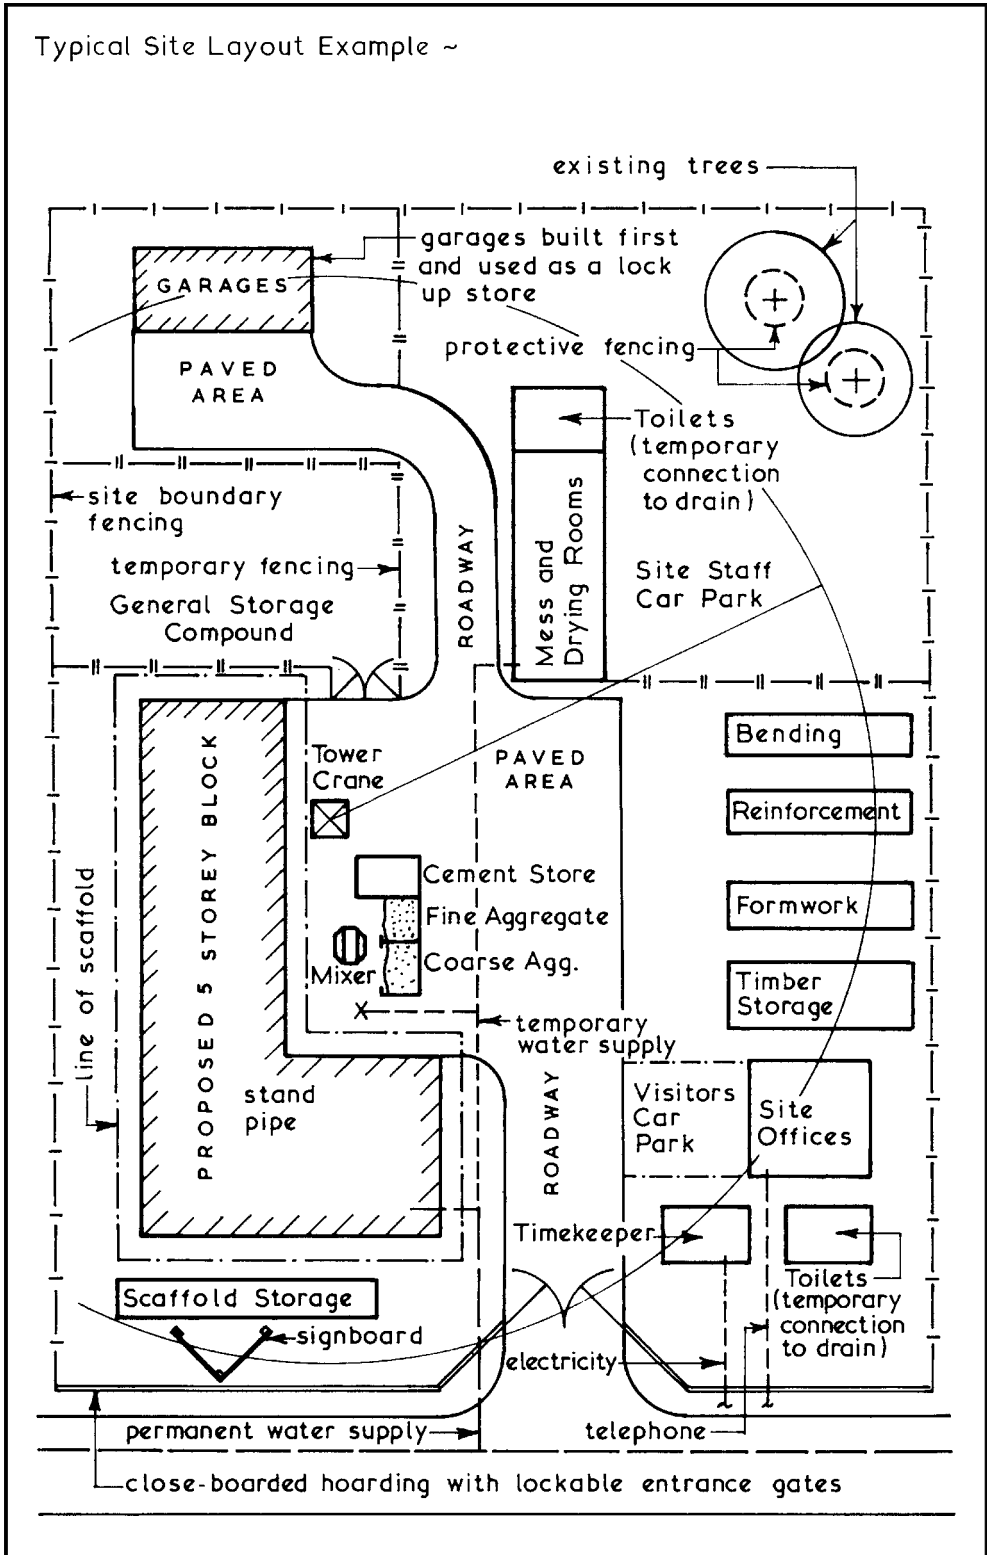 Typical Site Layout Example ~
existing trees
garages built first
and used as a lock
up store
GARAGES
protective fencing
PAVED
AREA
Toilets
(temporary
connection
to drain)
site boundary
fencing
temporary fencing
General Storage
Compound
ROADWAY
Mess and
Drying Rooms
Site Staff
Car Park
Bending
Tower
Crane
PAVED
AREA
Reinforcement
PROPOSED 5 STOREY BLOCK
line of scaffold
Cement Store
Fine Aggregate
Coarse Agg.
Mixer
Formwork
Timber
Storage
X
temporary
water supply
stand
pipe
ROADWAY
Visitors
Car
Park
Site
Offices
Timekeeper
Toilets
(temporary
connection
to drain)
Scaffold Storage
signboard
electricity
permanent water supply
telephone
close-boarded hoarding with lockable entrance gates